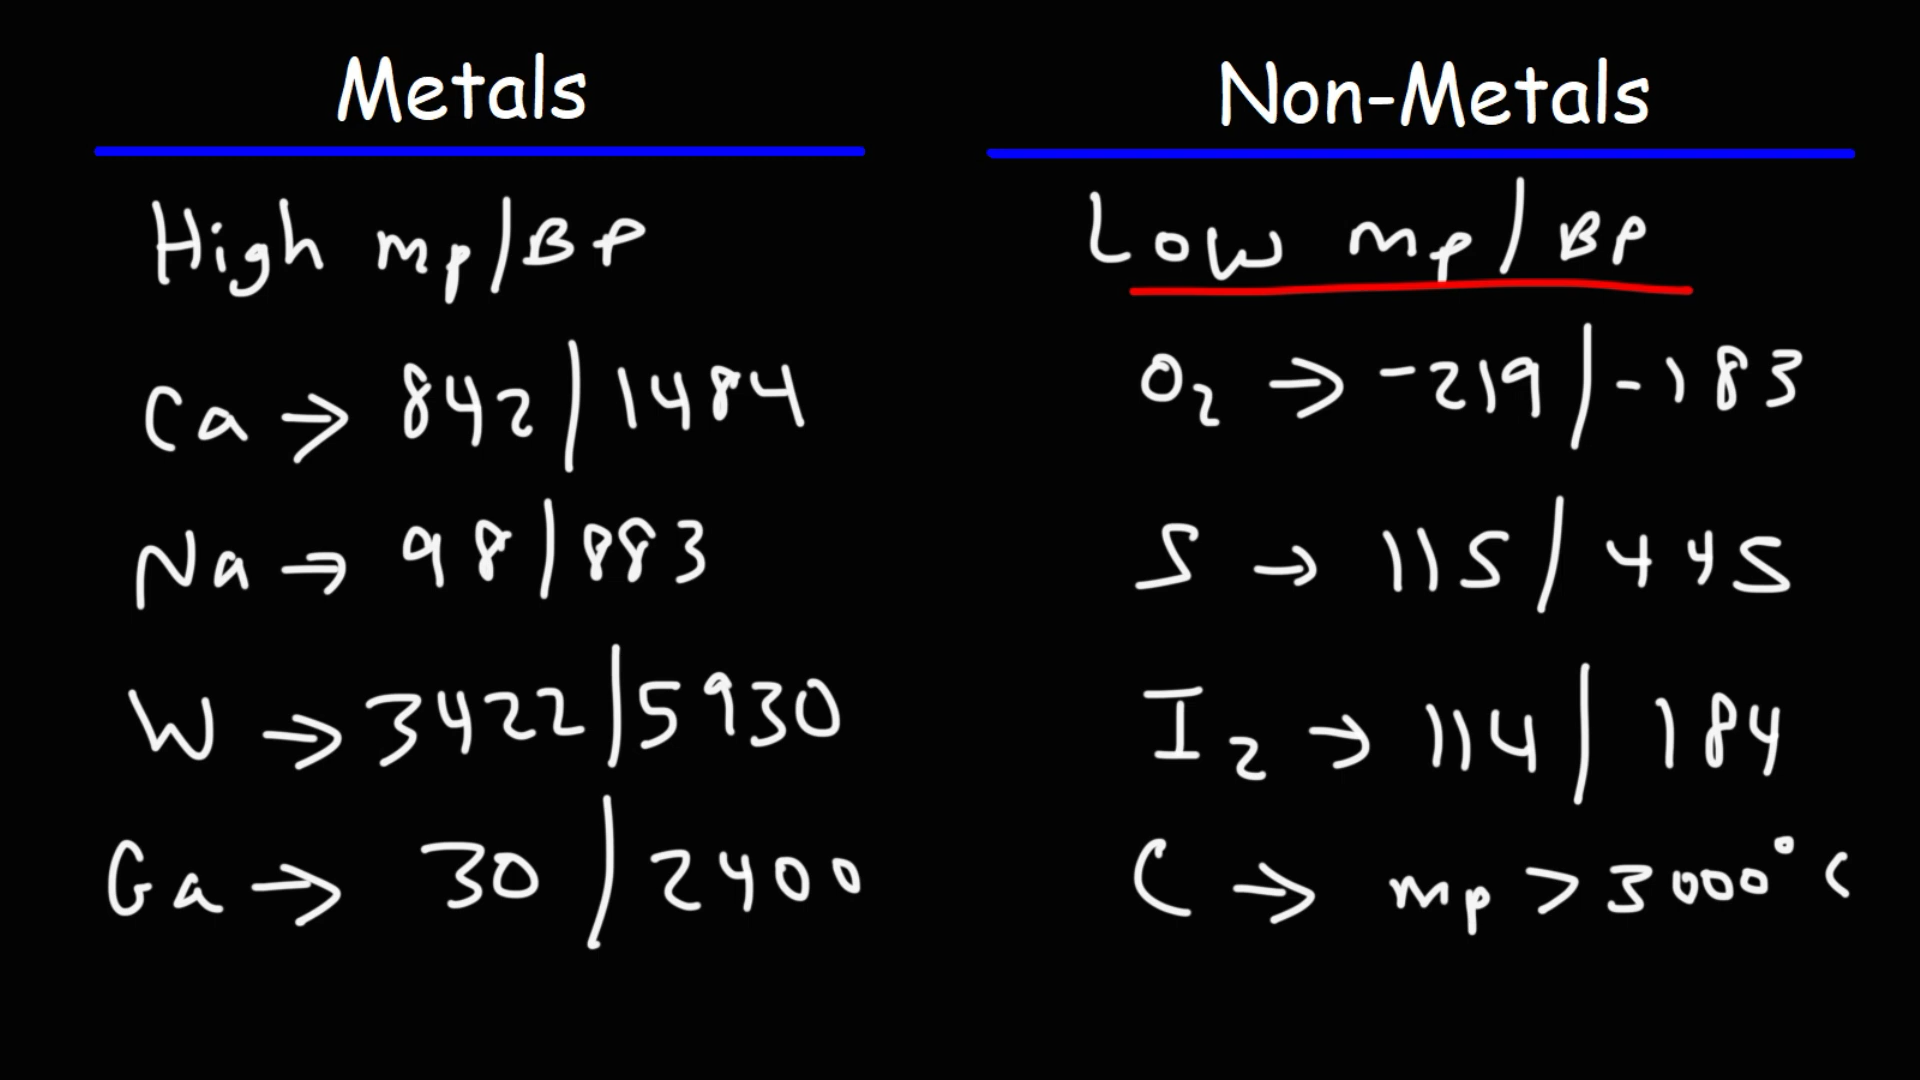 Metals
High mp/BP
Ca → 842/1484
Na → 98/883
W → 3422/5930
Ga → 30/2400
Non-Metals
Low mp/BP
O₂ → -219/-183
S → 115/445
I₂ → 114/184
C → mp > 3000°C